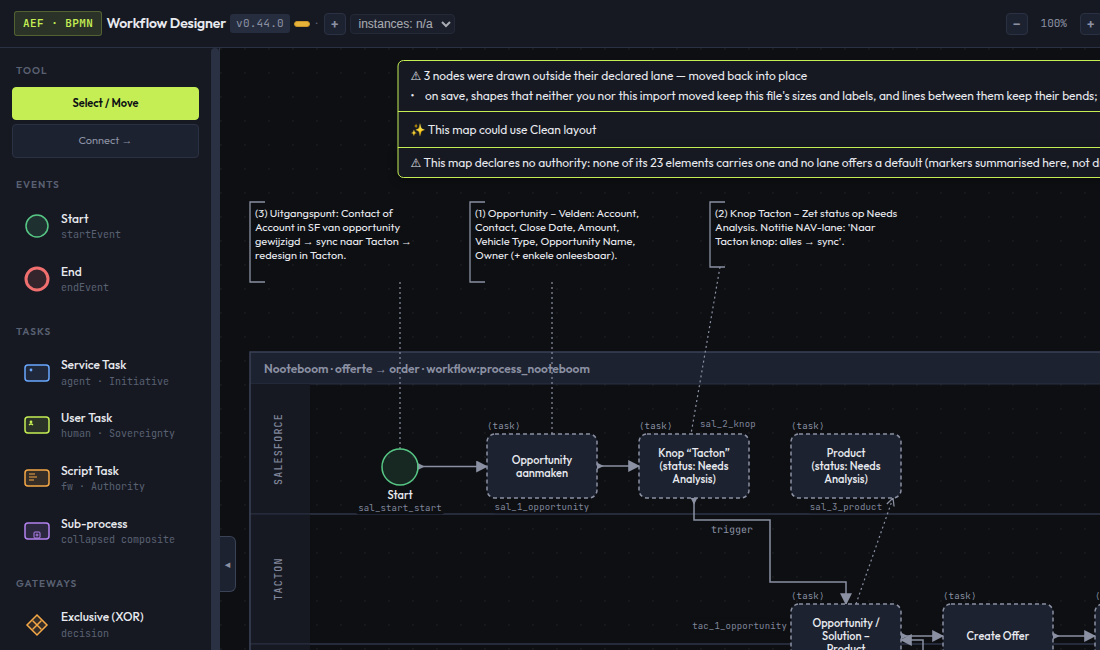 AEF · BPMN Workflow Designer v0.44.0 · + instances: n/a − 100% +
TOOL
Select / Move
Connect →
EVENTS
Start
startEvent
End
endEvent
TASKS
Service Task
agent · Initiative
User Task
human · Sovereignty
Script Task
fw · Authority
Sub-process
collapsed composite
GATEWAYS
Exclusive (XOR)
decision
⚠ 3 nodes were drawn outside their declared lane — moved back into place
• on save, shapes that neither you nor this import moved keep this file's sizes and labels, and lines between them keep their bends;
✨ This map could use Clean layout
⚠ This map declares no authority: none of its 23 elements carries one and no lane offers a default (markers summarised here, not d
(3) Uitgangspunt: Contact of
Account in SF van opportunity
gewijzigd → sync naar Tacton →
redesign in Tacton.
(1) Opportunity – Velden: Account,
Contact, Close Date, Amount,
Vehicle Type, Opportunity Name,
Owner (+ enkele onleesbaar).
(2) Knop Tacton – Zet status op Needs
Analysis. Notitie NAV-lane: 'Naar
Tacton knop: alles → sync'.
Nooteboom · offerte → order · workflow:process_nooteboom
SALESFORCE
Start
sal_start_start
(task)
Opportunity
aanmaken
sal_1_opportunity
(task)
sal_2_knop
Knop “Tacton”
(status: Needs
Analysis)
(task)
Product
(status: Needs
Analysis)
sal_3_product
trigger
TACTON
(task)
tac_1_opportunity
Opportunity /
Solution –
Product
(task)
Create Offer
◂